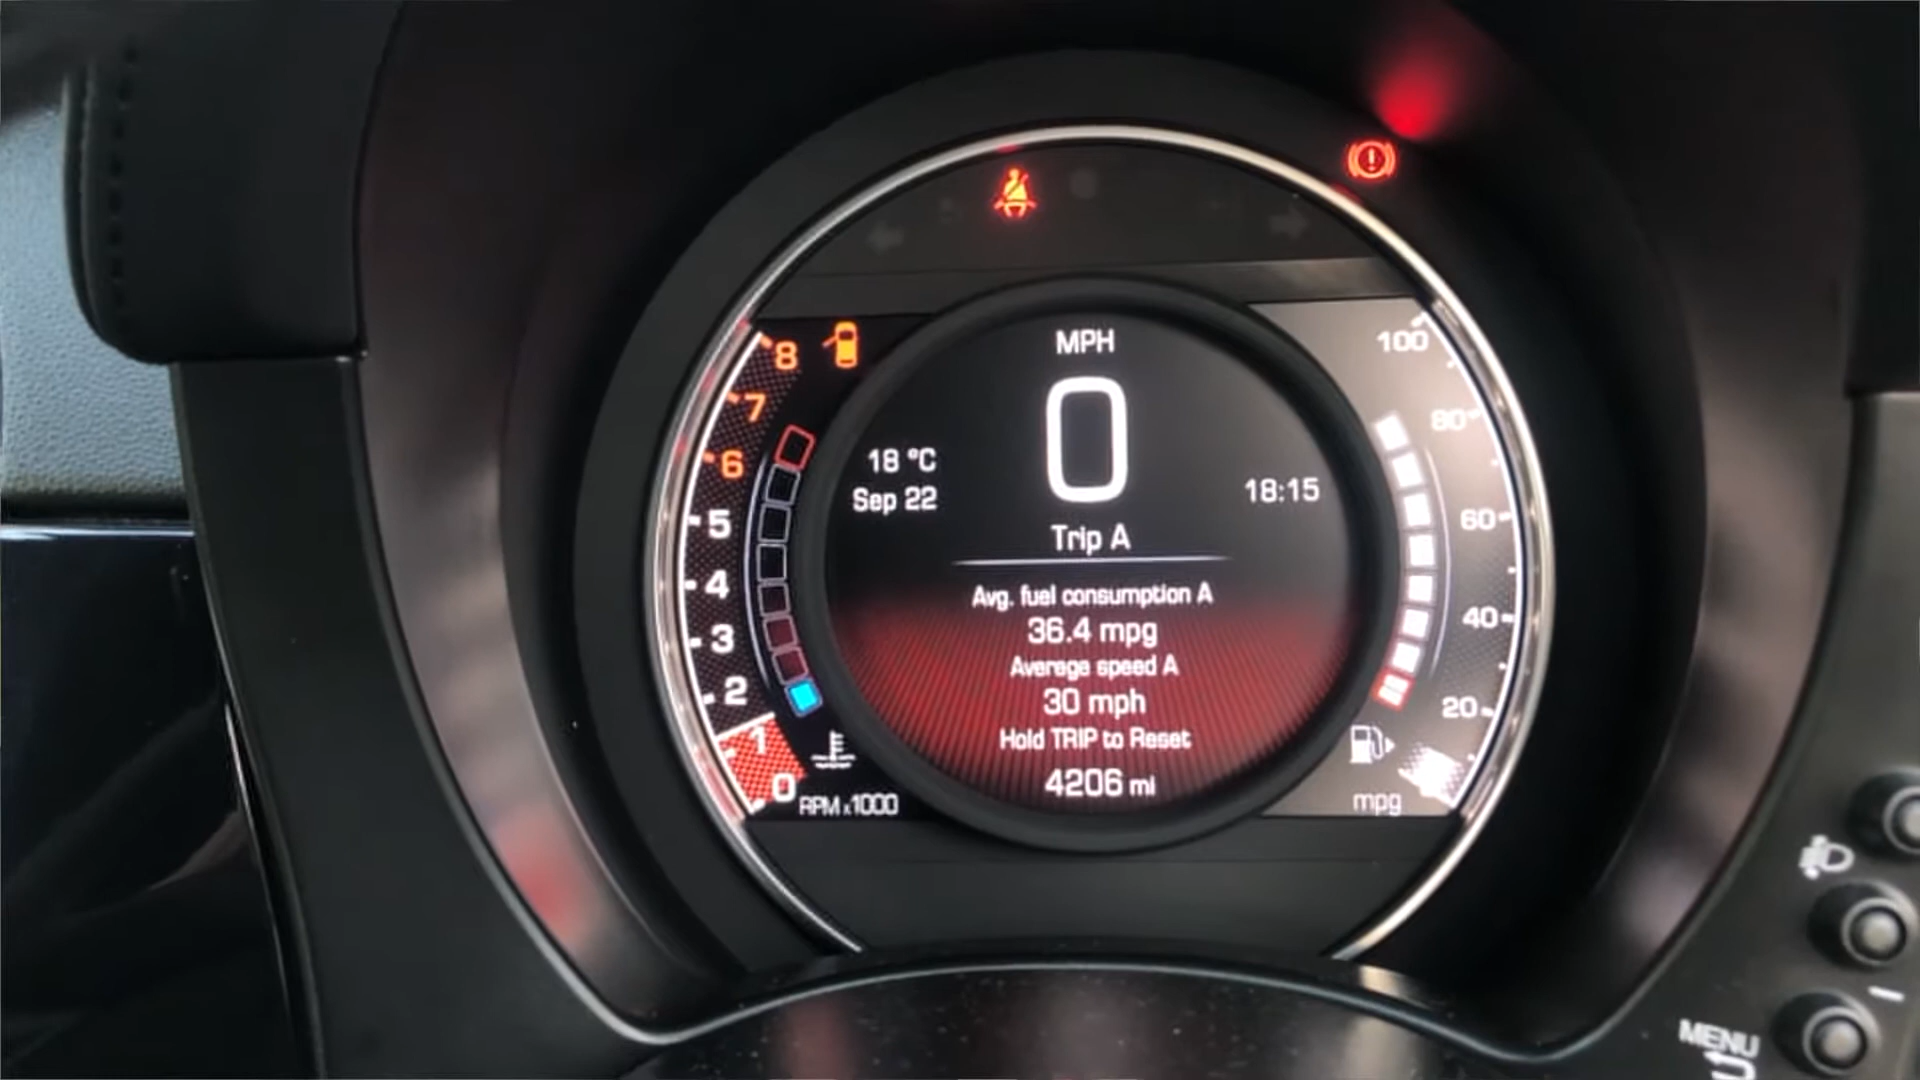 MPH
0
18 °C
Sep 22
18:15
Trip A
Avg. fuel consumption A
36.4 mpg
Average speed A
30 mph
Hold TRIP to Reset
4206 mi
8
7
6
5
4
3
2
1
0
RPM x1000
100
80
60
40
20
mpg
MENU